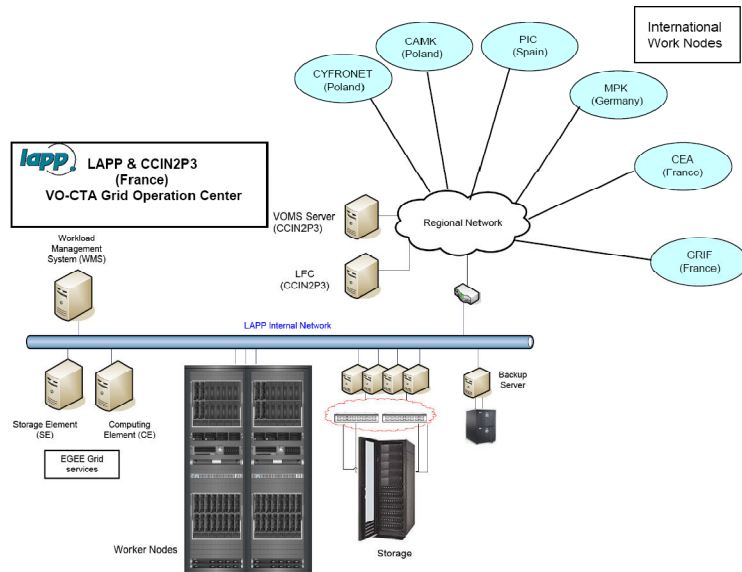 International
Work Nodes
CAMK
(Poland)
PIC
(Spain)
CYFRONET
(Poland)
MPK
(Germany)
lapp
LAPP & CCIN2P3
(France)
VO-CTA Grid Operation Center
CEA
(France)
VOMS Server
(CCIN2P3)
Regional Network
Workload
Management
System (WMS)
LFC
(CCIN2P3)
GRIF
(France)
LAPP Internal Network
Backup
Server
Storage Element
(SE)
Computing
Element (CE)
EGEE Grid
services
Worker Nodes
Storage